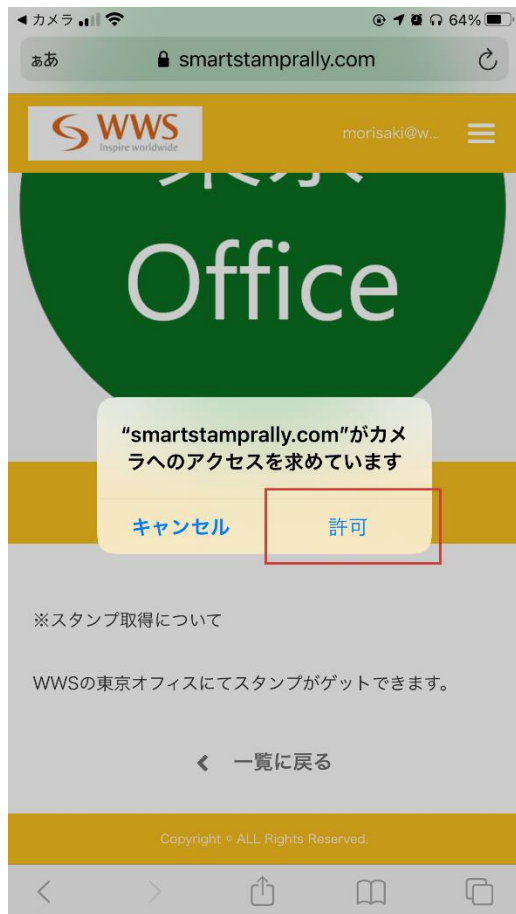 ◀カメラ 64%
ぁあ smartstamprally.com
WWS morisaki@w...
Inspire worldwide
東京
Office
“smartstamprally.com”がカメ
ラへのアクセスを求めています
キャンセル 許可
※スタンプ取得について
WWSの東京オフィスにてスタンプがゲットできます。
一覧に戻る
Copyright © ALL Rights Reserved.